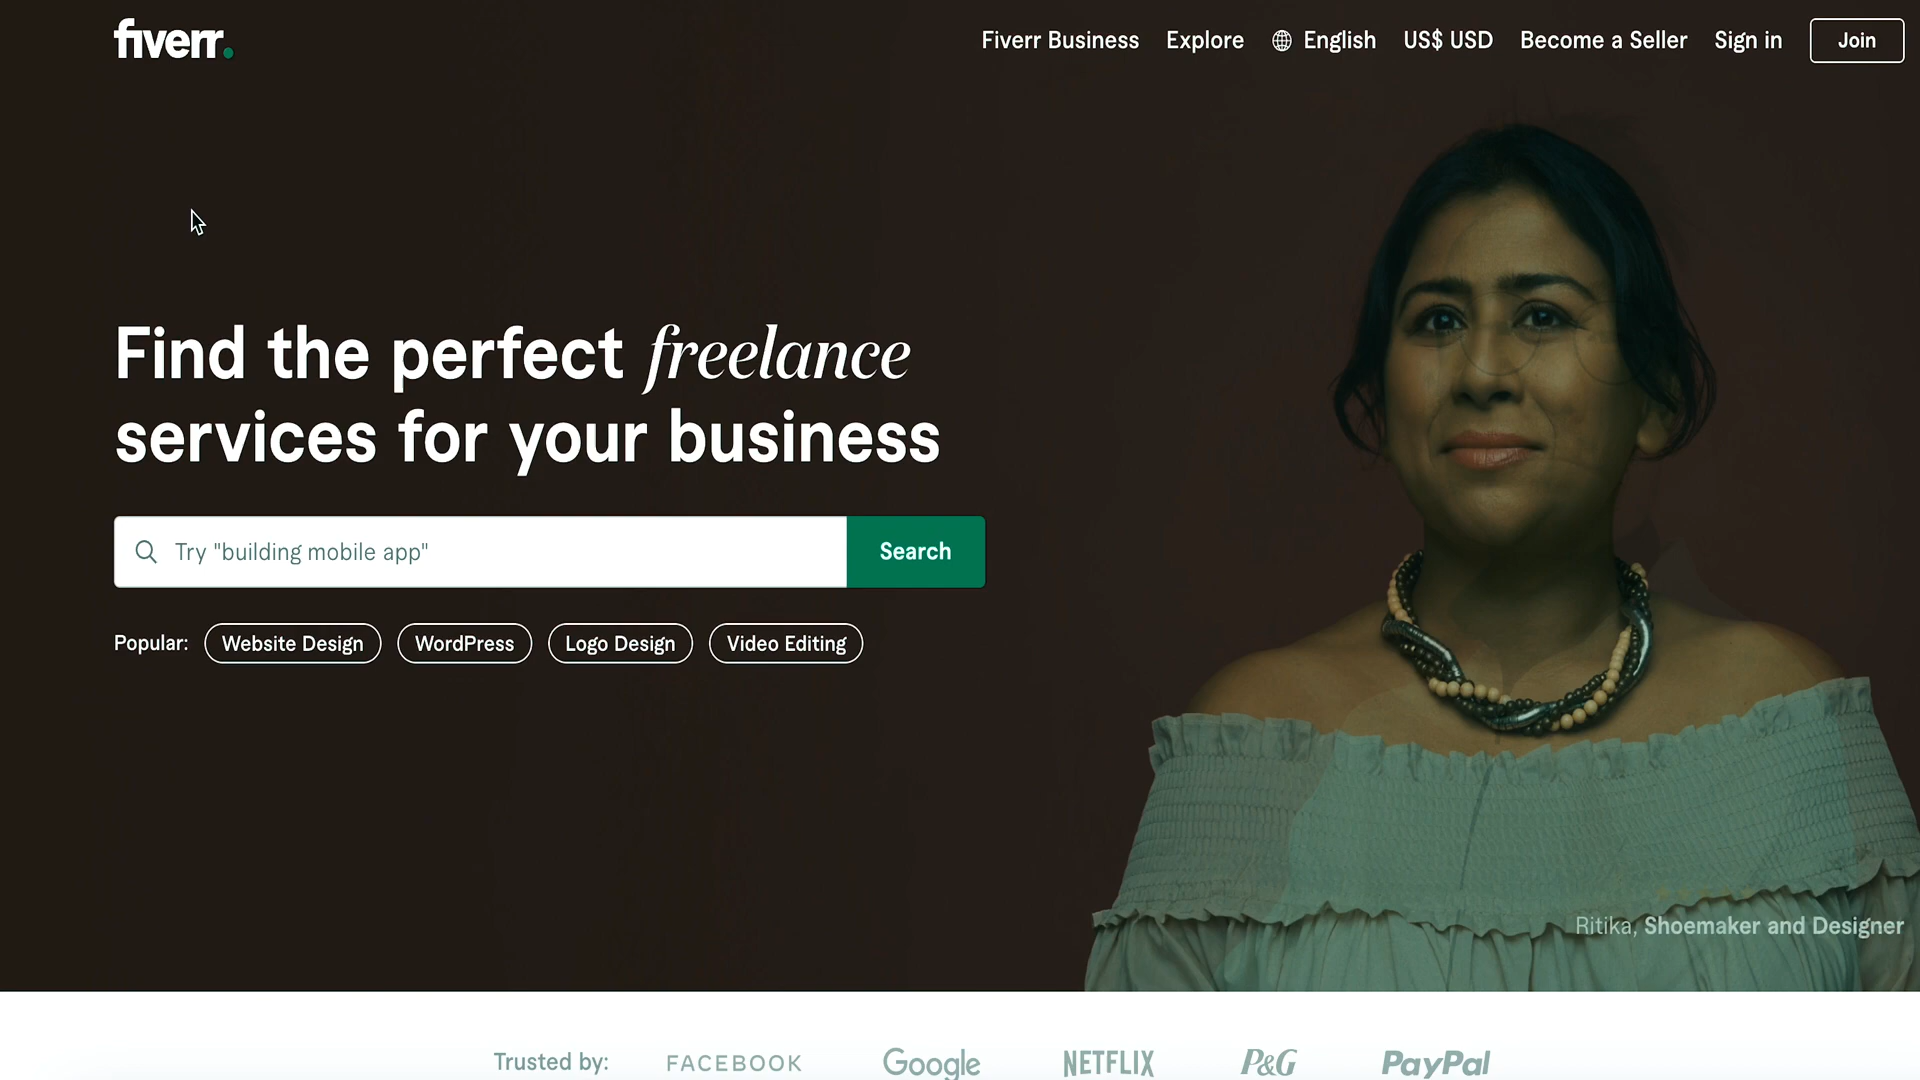 fiverr.
Fiverr Business Explore English US$ USD Become a Seller Sign in Join
Find the perfect freelance
services for your business
Try "building mobile app" Search
Popular: Website Design WordPress Logo Design Video Editing
Ritika, Shoemaker and Designer
Trusted by: FACEBOOK Google NETFLIX P&G PayPal